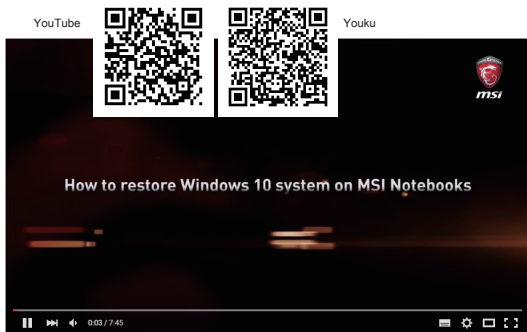 YouTube
Youku
msi
How to restore Windows 10 system on MSI Notebooks
0:03 / 7:45